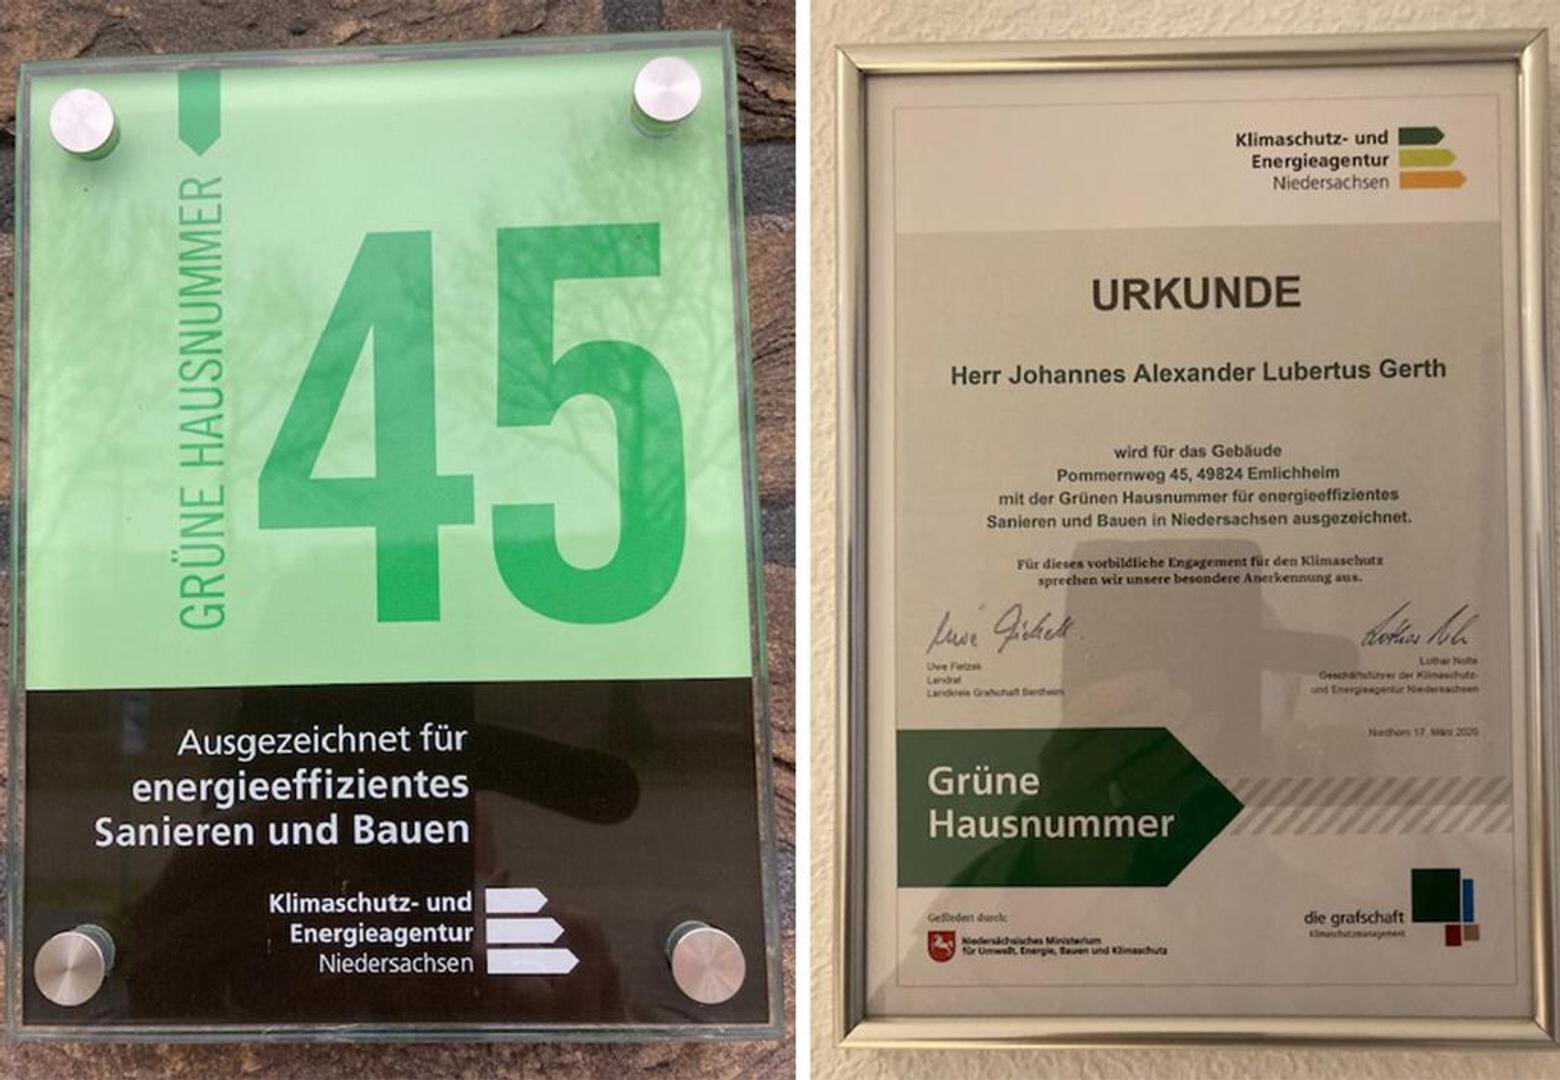 GRÜNE HAUSNUMMER
45
Ausgezeichnet für
energieeffizientes
Sanieren und Bauen
Klimaschutz- und
Energieagentur
Niedersachsen
Klimaschutz- und
Energieagentur
Niedersachsen
URKUNDE
Herr Johannes Alexander Lubertus Gerth
wird für das Gebäude
Pommernweg 45, 49824 Emlichheim
mit der Grünen Hausnummer für energieeffizientes
Sanieren und Bauen in Niedersachsen ausgezeichnet.
Für dieses vorbildliche Engagement für den Klimaschutz
sprechen wir unsere besondere Anerkennung aus.
Uwe Fietzek
Landrat
Landkreis Grafschaft Bentheim
Lothar Nolte
Geschäftsführer der Klimaschutz-
und Energieagentur Niedersachsen
Nordhorn 17. März 2020
Grüne
Hausnummer
Gefördert durch:
Niedersächsisches Ministerium
für Umwelt, Energie, Bauen und Klimaschutz
die grafschaft
Klimaschutzmanagement